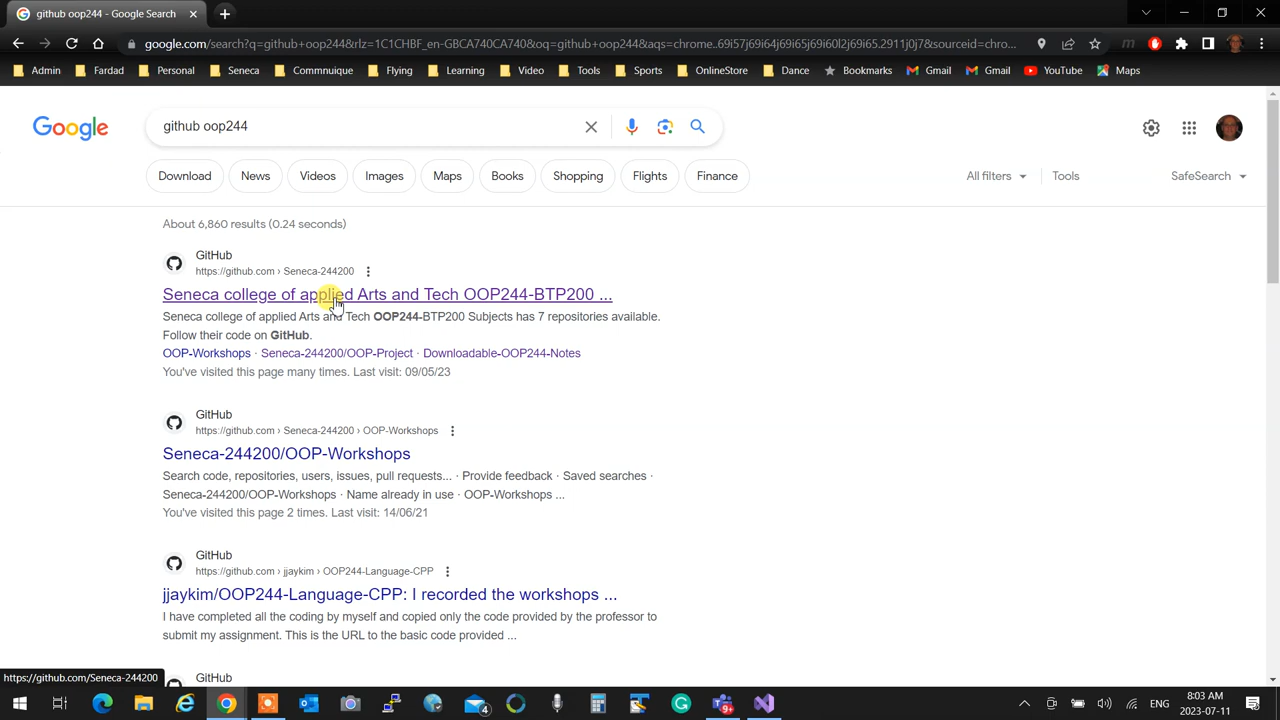 github oop244 - Google Search
google.com/search?q=github+oop244&rlz=1C1CHBF_en-GBCA740CA740&oq=github+oop244&aqs=chrome..69i57j69i64j69i65j69i60l2j69i65.2911j0j7&sourceid=chro...
Admin Fardad Personal Seneca Commnuique Flying Learning Video Tools Sports OnlineStore Dance Bookmarks Gmail Gmail YouTube Maps
Google github oop244
Download News Videos Images Maps Books Shopping Flights Finance All filters Tools SafeSearch
About 6,860 results (0.24 seconds)
GitHub
https://github.com › Seneca-244200
Seneca college of applied Arts and Tech OOP244-BTP200 ...
Seneca college of applied Arts and Tech OOP244-BTP200 Subjects has 7 repositories available.
Follow their code on GitHub.
OOP-Workshops · Seneca-244200/OOP-Project · Downloadable-OOP244-Notes
You've visited this page many times. Last visit: 09/05/23
GitHub
https://github.com › Seneca-244200 › OOP-Workshops
Seneca-244200/OOP-Workshops
Search code, repositories, users, issues, pull requests... · Provide feedback · Saved searches ·
Seneca-244200/OOP-Workshops · Name already in use · OOP-Workshops ...
You've visited this page 2 times. Last visit: 14/06/21
GitHub
https://github.com › jjaykim › OOP244-Language-CPP
jjaykim/OOP244-Language-CPP: I recorded the workshops ...
I have completed all the coding by myself and copied only the code provided by the professor to
submit my assignment. This is the URL to the basic code provided ...
GitHub
https://github.com/Seneca-244200
4
9+
ENG
8:03 AM
2023-07-11